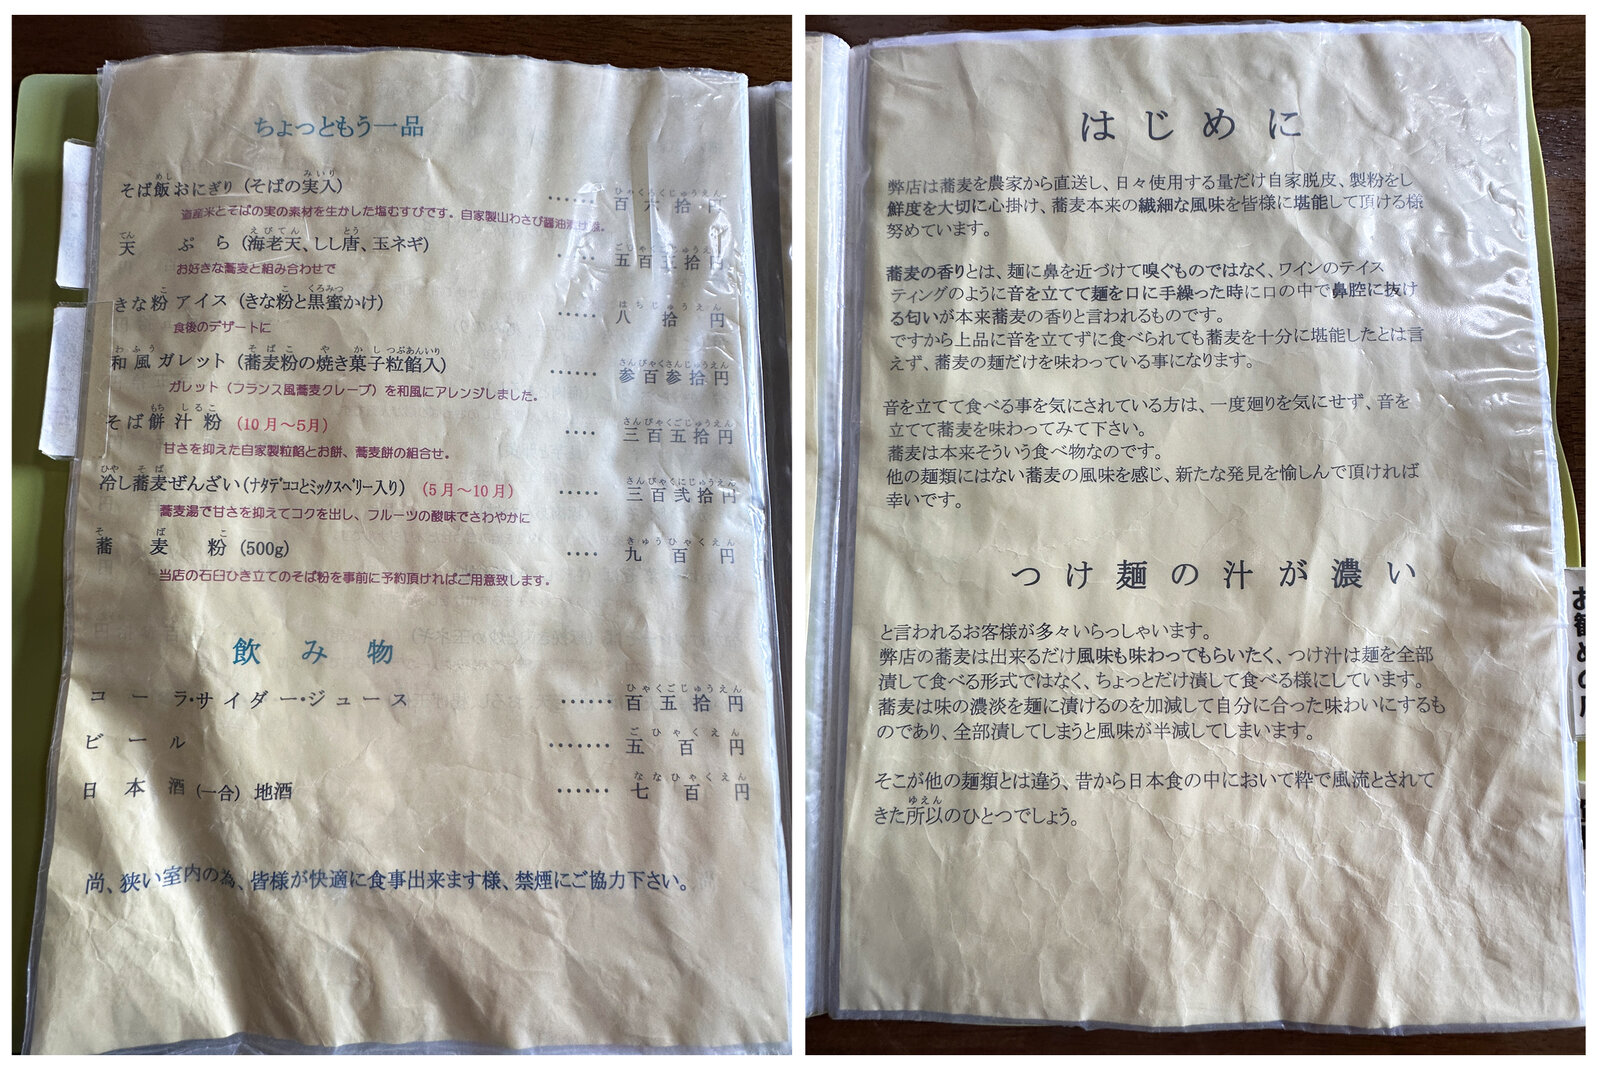 ちょっともう一品
そば飯おにぎり (そばの実入) ‥‥‥ 百六拾円
道産米とそばの実の素材を生かした塩むすびです。自家製山わさび醤油漬け
天ぷら (海老天、しし唐、玉ネギ) ‥‥‥ 五百五拾円
お好きな蕎麦と組み合わせで
きな粉アイス (きな粉と黒蜜かけ) ‥‥‥ 八拾円
食後のデザートに
和風ガレット (蕎麦粉の焼き菓子粒餡入) ‥‥‥ 参百参拾円
ガレット（フランス風蕎麦クレープ）を和風にアレンジしました。
そば餅汁粉 (10月～5月) ‥‥ 三百五拾円
甘さを抑えた自家製粒餡とお餅、蕎麦餅の組合せ。
冷し蕎麦ぜんざい (ﾅﾀﾃﾞｺｺとミックスベリー入り) (5月～10月) ‥‥‥ 三百弐拾円
蕎麦湯で甘さを抑えてコクを出し、フルーツの酸味でさわやかに
蕎麦粉 (500g) ‥‥ 九百円
当店の石臼ひき立てのそば粉を事前に予約頂ければご用意致します。
飲み物
コーラ・サイダー・ジュース ‥‥‥ 百五拾円
ビール ‥‥‥ 五百円
日本酒 (一合) 地酒 ‥‥‥ 七百円
尚、狭い室内の為、皆様が快適に食事出来ます様、禁煙にご協力下さい。
はじめに
弊店は蕎麦を農家から直送し、日々使用する量だけ自家脱皮、製粉をし
鮮度を大切に心掛け、蕎麦本来の繊細な風味を皆様に堪能して頂ける様
努めています。
蕎麦の香りとは、麺に鼻を近づけて嗅ぐものではなく、ワインのテイス
ティングのように音を立てて麺を口に手繰った時に口の中で鼻腔に抜け
る匂いが本来蕎麦の香りと言われるものです。
ですから上品に音を立てずに食べられても蕎麦を十分に堪能したとは言
えず、蕎麦の麺だけを味わっている事になります。
音を立てて食べる事を気にされている方は、一度廻りを気にせず、音を
立てて蕎麦を味わってみて下さい。
蕎麦は本来そういう食べ物なのです。
他の麺類にはない蕎麦の風味を感じ、新たな発見を愉しんで頂ければ
幸いです。
つけ麺の汁が濃い
と言われるお客様が多々いらっしゃいます。
弊店の蕎麦は出来るだけ風味も味わってもらいたく、つけ汁は麺を全部
漬して食べる形式ではなく、ちょっとだけ漬して食べる様にしています。
蕎麦は味の濃淡を麺に漬けるのを加減して自分に合った味わいにするも
のであり、全部漬してしまうと風味が半減してしまいます。
そこが他の麺類とは違う、昔から日本食の中において粋で風流とされて
きた所以のひとつでしょう。